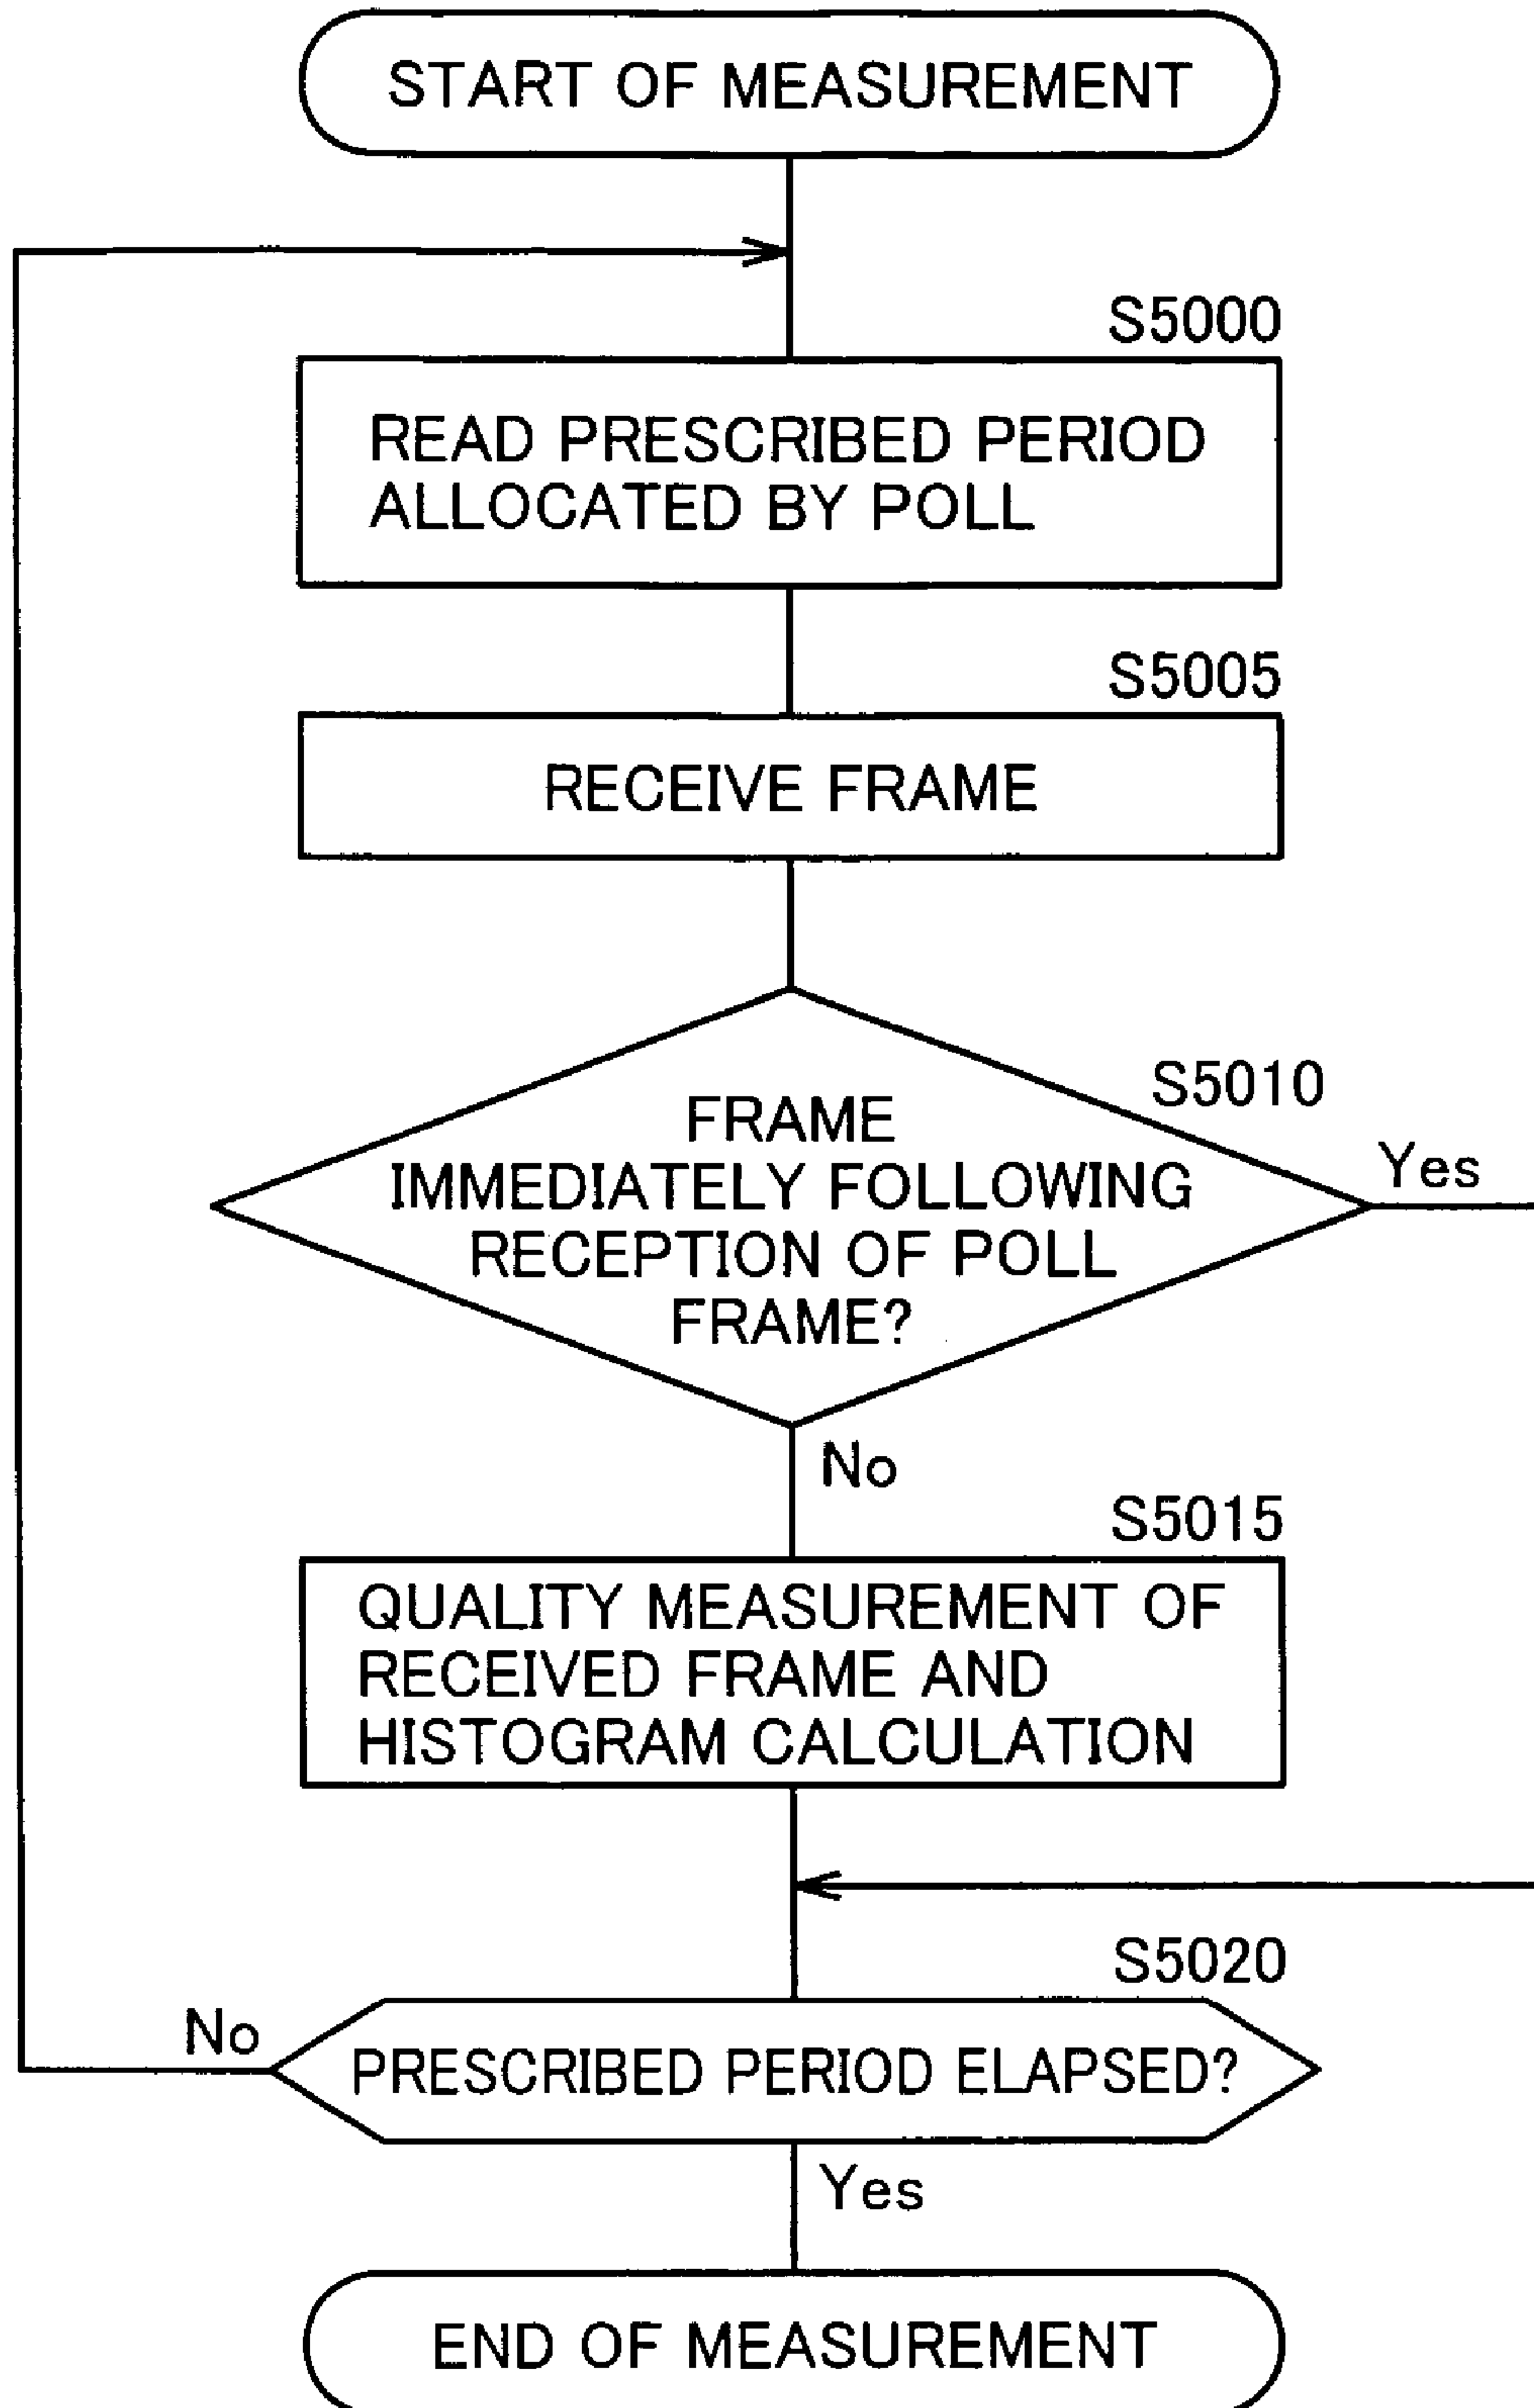 START OF MEASUREMENT
S5000
READ PRESCRIBED PERIOD
ALLOCATED BY POLL
S5005
RECEIVE FRAME
S5010
FRAME
IMMEDIATELY FOLLOWING
RECEPTION OF POLL
FRAME?
Yes
No
S5015
QUALITY MEASUREMENT OF
RECEIVED FRAME AND
HISTOGRAM CALCULATION
S5020
No
PRESCRIBED PERIOD ELAPSED?
Yes
END OF MEASUREMENT